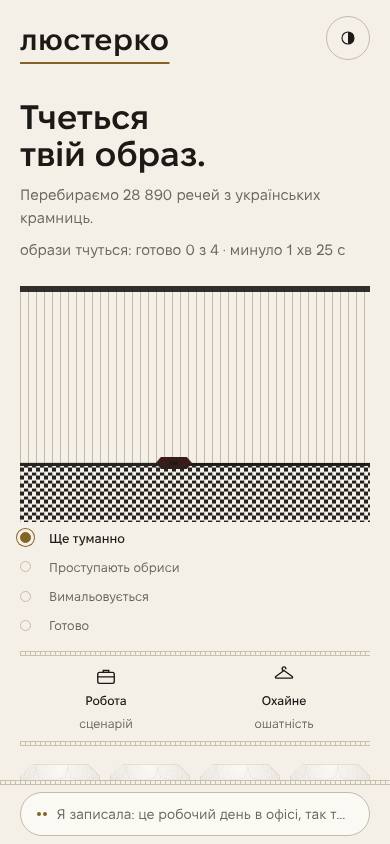 люстерко
Тчеться
твій образ.
Перебираємо 28 890 речей з українських
крамниць.
образи тчуться: готово 0 з 4 · минуло 1 хв 25 с
Ще туманно
Проступають обриси
Вимальовується
Готово
Робота
Охайне
сценарій
ошатність
Я записала: це робочий день в офісі, так т...